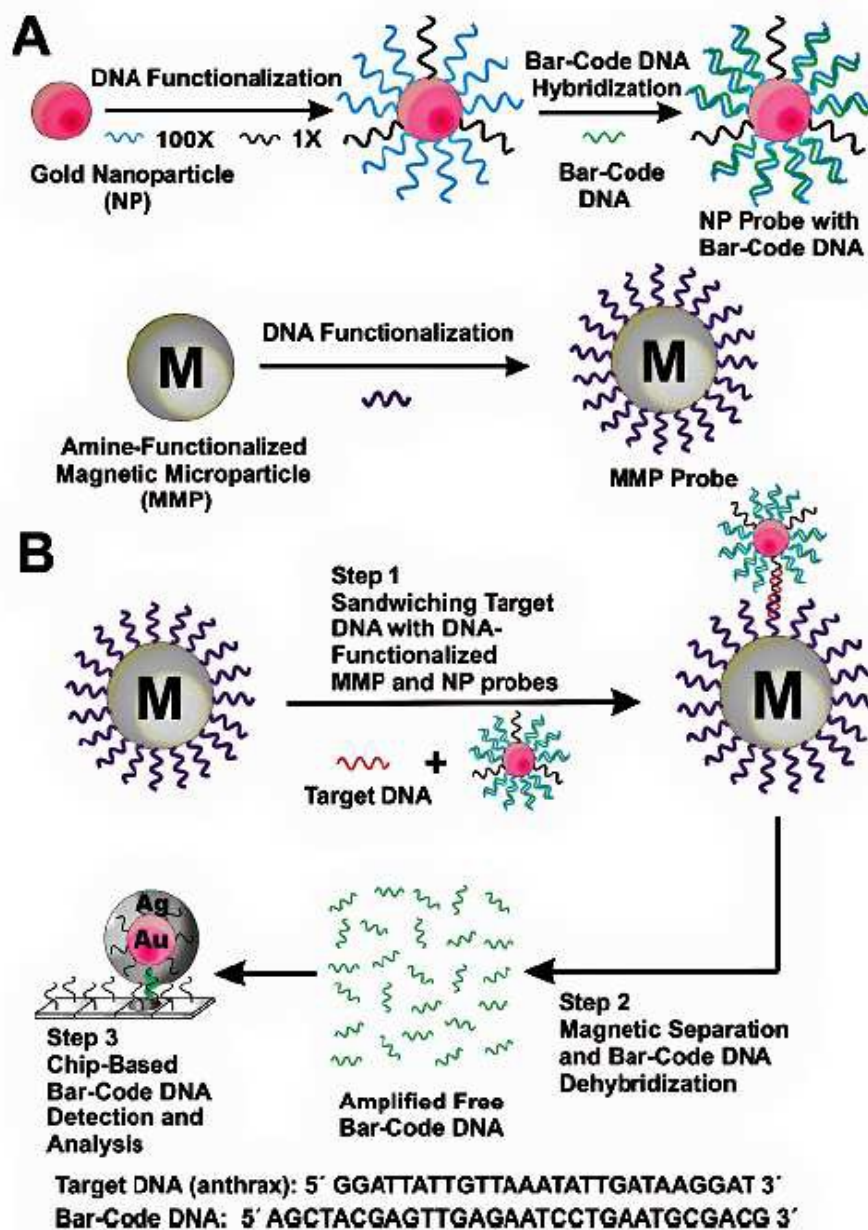 A
DNA Functionalization
100X 1X
Gold Nanoparticle
(NP)
Bar-Code DNA
Hybridization
Bar-Code
DNA
NP Probe with
Bar-Code DNA
M
Amine-Functionalized
Magnetic Microparticle
(MMP)
DNA Functionalization
M
MMP Probe
B
M
Step 1
Sandwiching Target
DNA with DNA-
Functionalized
MMP and NP probes
Target DNA
+
M
Step 2
Magnetic Separation
and Bar-Code DNA
Dehybridization
Amplified Free
Bar-Code DNA
Ag
Au
Step 3
Chip-Based
Bar-Code DNA
Detection and
Analysis
Target DNA (anthrax): 5´ GGATTATTGTTAAATATTGATAAGGAT 3´
Bar-Code DNA: 5´ AGCTACGAGTTGAGAATCCTGAATGCGACG 3´